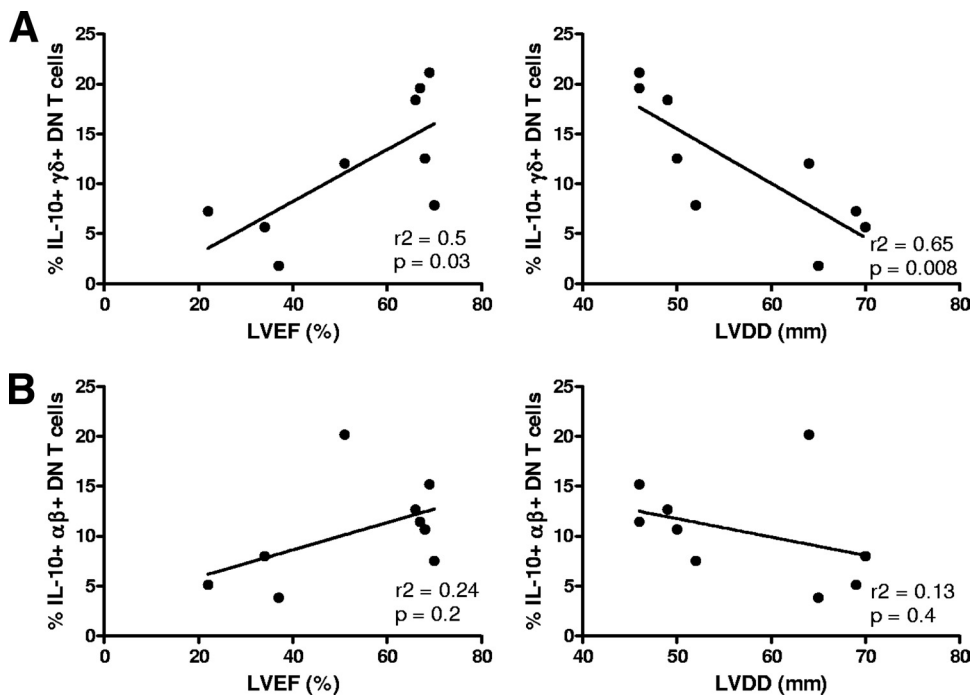 A
% IL-10+ γδ+ DN T cells
25
20
15
10
5
0
r2 = 0.5
p = 0.03
0 20 40 60 80
LVEF (%)
% IL-10+ γδ+ DN T cells
25
20
15
10
5
0
r2 = 0.65
p = 0.008
40 50 60 70 80
LVDD (mm)
B
% IL-10+ αβ+ DN T cells
25
20
15
10
5
0
r2 = 0.24
p = 0.2
0 20 40 60 80
LVEF (%)
% IL-10+ αβ+ DN T cells
25
20
15
10
5
0
r2 = 0.13
p = 0.4
40 50 60 70 80
LVDD (mm)